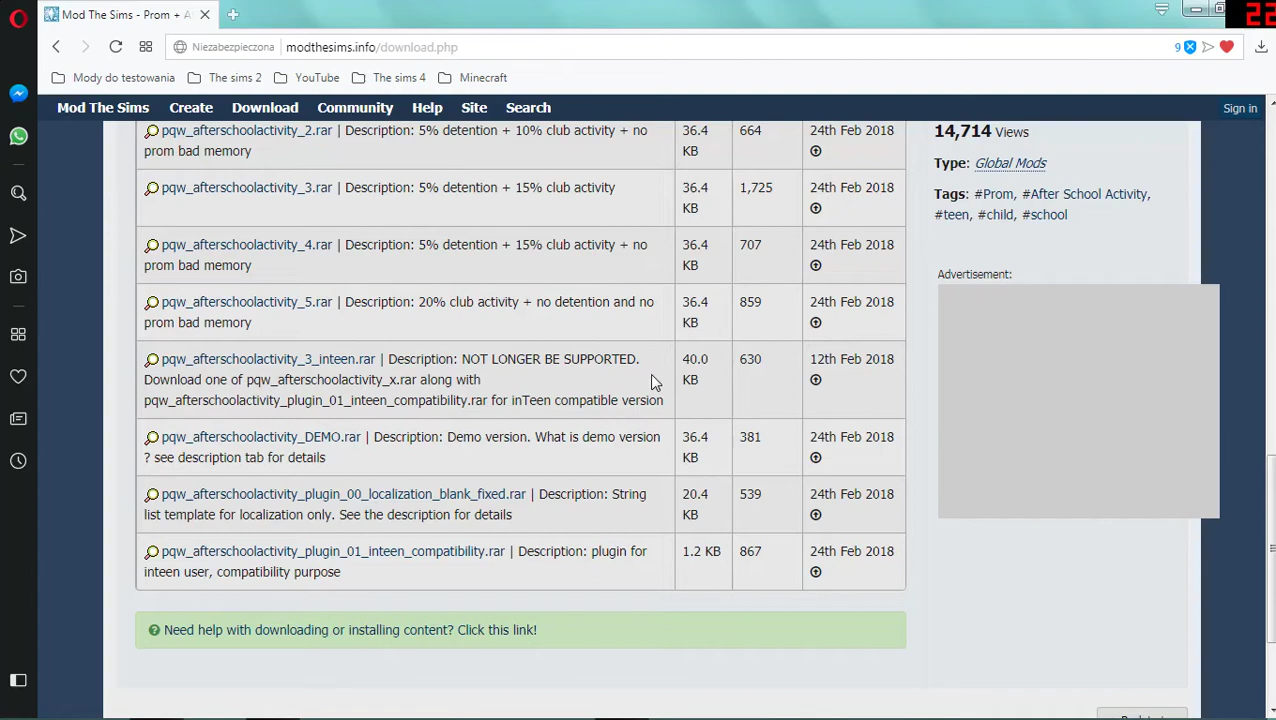 Mod The Sims - Prom + A
22
Niezabezpieczona modthesims.info/download.php 9
Mody do testowania The sims 2 YouTube The sims 4 Minecraft
Mod The Sims Create Download Community Help Site Search Sign in
pqw_afterschoolactivity_2.rar | Description: 5% detention + 10% club activity + no 36.4 664 24th Feb 2018
prom bad memory KB
pqw_afterschoolactivity_3.rar | Description: 5% detention + 15% club activity 36.4 1,725 24th Feb 2018
KB
pqw_afterschoolactivity_4.rar | Description: 5% detention + 15% club activity + no 36.4 707 24th Feb 2018
prom bad memory KB
pqw_afterschoolactivity_5.rar | Description: 20% club activity + no detention and no 36.4 859 24th Feb 2018
prom bad memory KB
pqw_afterschoolactivity_3_inteen.rar | Description: NOT LONGER BE SUPPORTED. 40.0 630 12th Feb 2018
Download one of pqw_afterschoolactivity_x.rar along with KB
pqw_afterschoolactivity_plugin_01_inteen_compatibility.rar for inTeen compatible version
pqw_afterschoolactivity_DEMO.rar | Description: Demo version. What is demo version 36.4 381 24th Feb 2018
? see description tab for details KB
pqw_afterschoolactivity_plugin_00_localization_blank_fixed.rar | Description: String 20.4 539 24th Feb 2018
list template for localization only. See the description for details KB
pqw_afterschoolactivity_plugin_01_inteen_compatibility.rar | Description: plugin for 1.2 KB 867 24th Feb 2018
inteen user, compatibility purpose
Need help with downloading or installing content? Click this link!
14,714 Views
Type: Global Mods
Tags: #Prom, #After School Activity,
#teen, #child, #school
Advertisement: